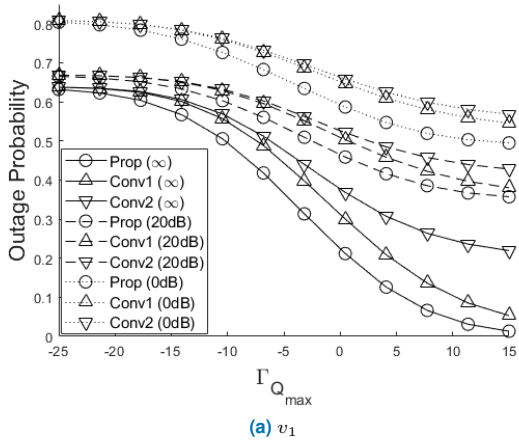 Outage Probability
0.8
0.7
0.6
0.5
0.4
0.3
0.2
0.1
0
Prop (∞)
Conv1 (∞)
Conv2 (∞)
Prop (20dB)
Conv1 (20dB)
Conv2 (20dB)
Prop (0dB)
Conv1 (0dB)
Conv2 (0dB)
-25 -20 -15 -10 -5 0 5 10 15
Γ_Q_max
(a) v₁